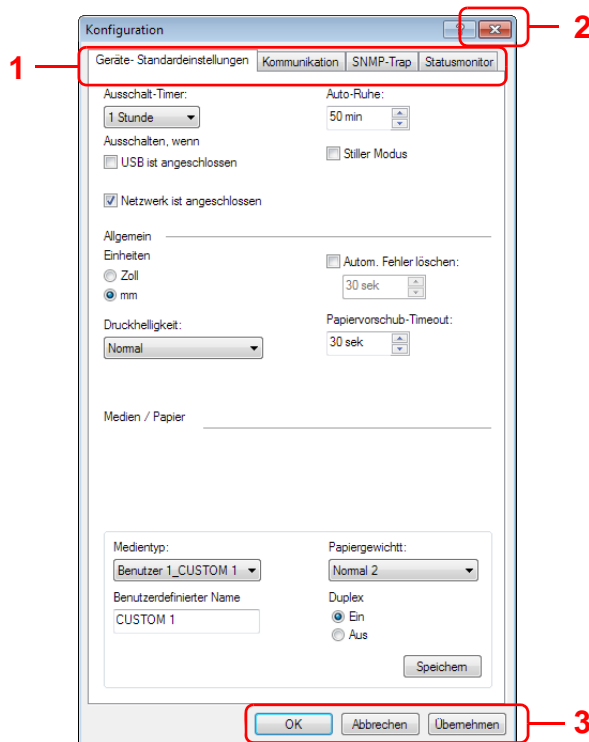 Konfiguration
2
1
Geräte- Standardeinstellungen Kommunikation SNMP-Trap Statusmonitor
Ausschalt-Timer: Auto-Ruhe:
1 Stunde 50 min
Ausschalten, wenn
USB ist angeschlossen Stiller Modus
Netzwerk ist angeschlossen
Allgemein
Einheiten Autom. Fehler löschen:
Zoll 30 sek
mm
Druckhelligkeit: Papiervorschub-Timeout:
Normal 30 sek
Medien / Papier
Medientyp: Papiergewichtt:
Benutzer 1_CUSTOM 1 Normal 2
Benutzerdefinierter Name Duplex
CUSTOM 1 Ein
Aus
Speichern
OK Abbrechen Übernehmen
3